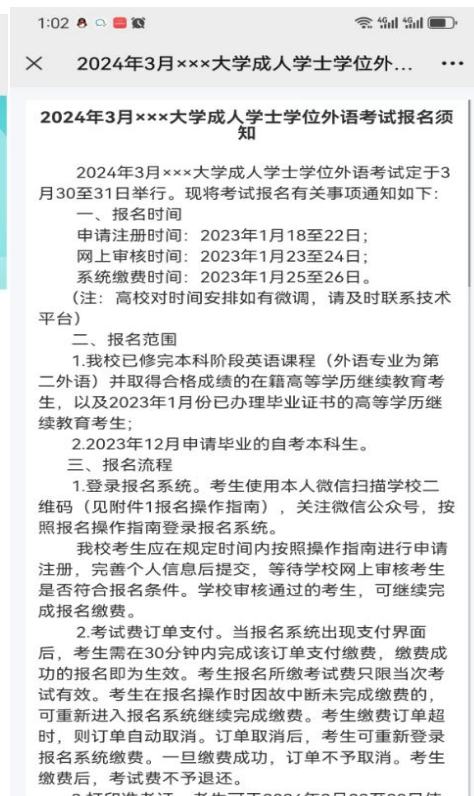 1:02
2024年3月×××大学成人学士学位外...
2024年3月×××大学成人学士学位外语考试报名须
知
2024年3月×××大学成人学士学位外语考试定于3
月30至31日举行。现将考试报名有关事项通知如下：
一、报名时间
申请注册时间：2023年1月18至22日；
网上审核时间：2023年1月23至24日；
系统缴费时间：2023年1月25至26日。
（注：高校对时间安排如有微调，请及时联系技术
平台）
二、报名范围
1.我校已修完本科阶段英语课程（外语专业为第
二外语）并取得合格成绩的在籍高等学历继续教育考
生，以及2023年1月份已办理毕业证书的高等学历继
续教育考生；
2.2023年12月申请毕业的自考本科生。
三、报名流程
1.登录报名系统。考生使用本人微信扫描学校二
维码（见附件1报名操作指南），关注微信公众号，按
照报名操作指南登录报名系统。
我校考生应在规定时间内按照操作指南进行申请
注册，完善个人信息后提交，等待学校网上审核考生
是否符合报名条件。学校审核通过的考生，可继续完
成报名缴费。
2.考试费订单支付。当报名系统出现支付界面
后，考生需在30分钟内完成该订单支付缴费，缴费成
功的报名即为生效。考生报名所缴考试费只限当次考
试有效。考生在报名操作时因故中断未完成缴费的，
可重新进入报名系统继续完成缴费。考生缴费订单超
时，则订单自动取消。订单取消后，考生可重新登录
报名系统缴费。一旦缴费成功，订单不予取消。考生
缴费后，考试费不予退还。